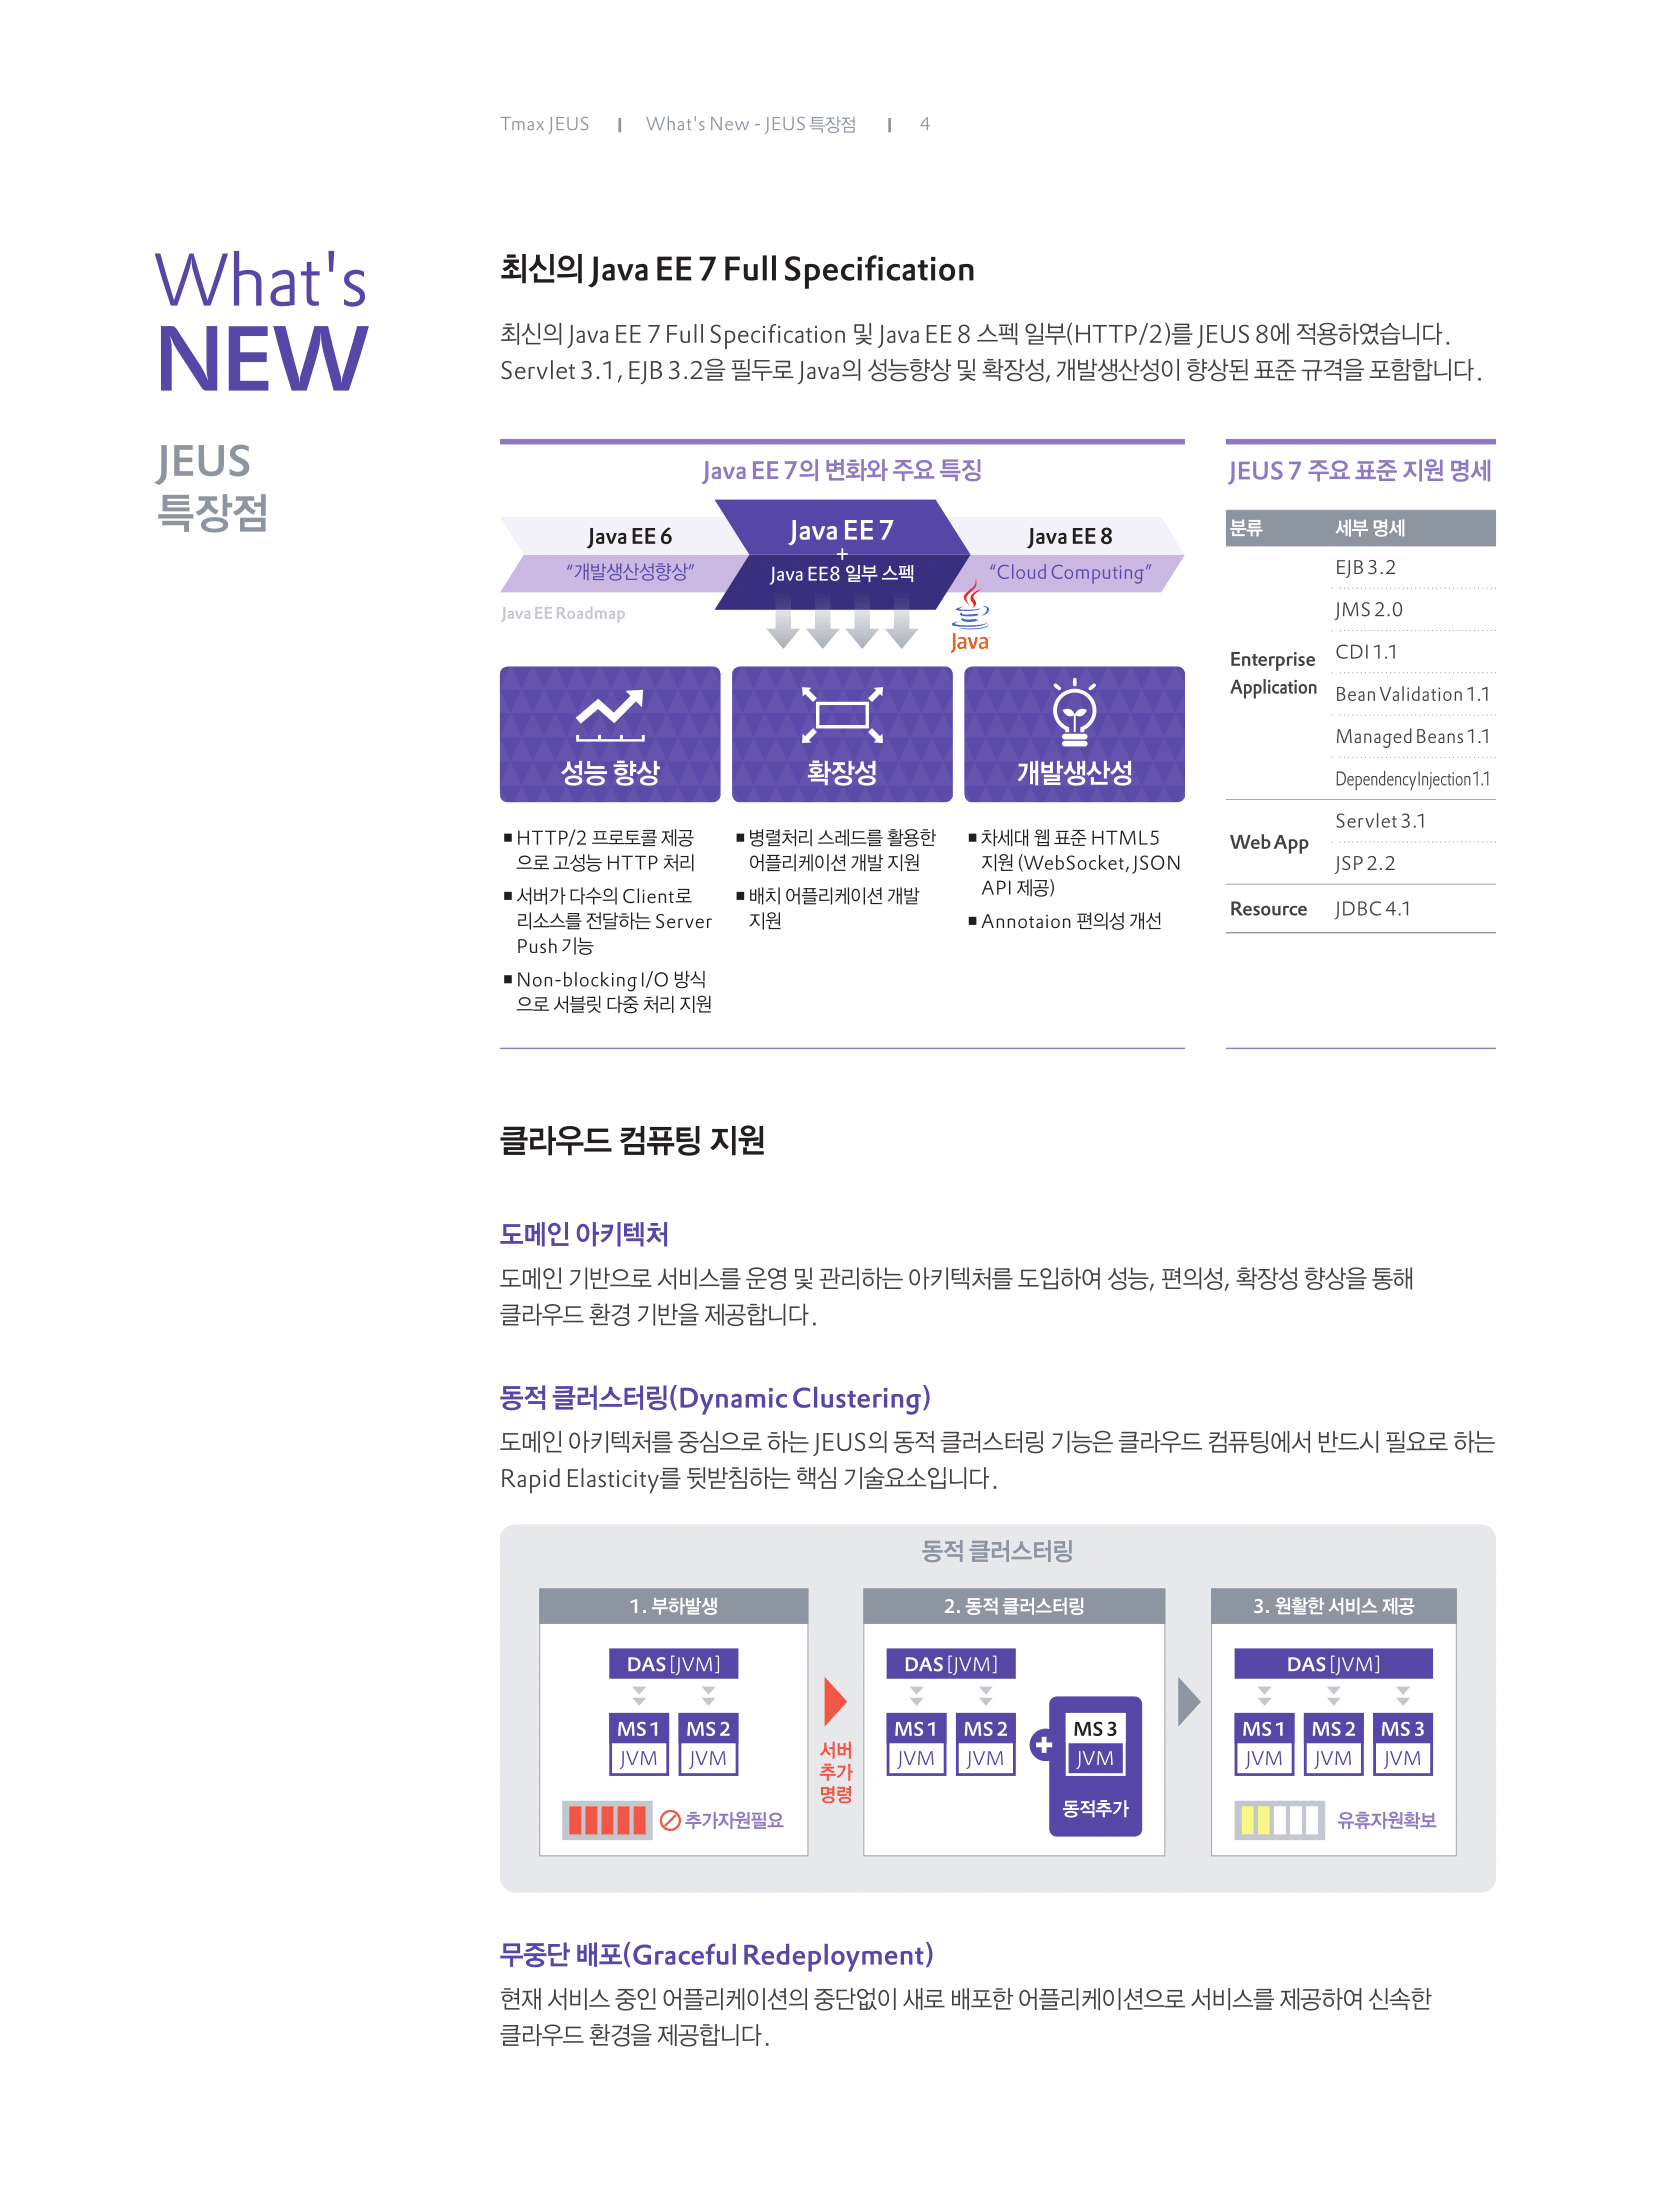 Tmax JEUS | What's New - JEUS 특장점 | 4
What's
NEW
JEUS
특장점
최신의 Java EE 7 Full Specification
최신의 Java EE 7 Full Specification 및 Java EE 8 스펙 일부(HTTP/2)를 JEUS 8에 적용하였습니다.
Servlet 3.1, EJB 3.2을 필두로 Java의 성능향상 및 확장성, 개발생산성이 향상된 표준 규격을 포함합니다.
Java EE 7의 변화와 주요 특징
Java EE 6
"개발생산성향상"
Java EE 7
+
Java EE8 일부 스펙
Java EE 8
"Cloud Computing"
Java EE Roadmap
Java
성능 향상
■ HTTP/2 프로토콜 제공
으로 고성능 HTTP 처리
■ 서버가 다수의 Client로
리소스를 전달하는 Server
Push 기능
■ Non-blocking I/O 방식
으로 서블릿 다중 처리 지원
확장성
■ 병렬처리 스레드를 활용한
어플리케이션 개발 지원
■ 배치 어플리케이션 개발
지원
개발생산성
■ 차세대 웹 표준 HTML5
지원 (WebSocket, JSON
API 제공)
■ Annotaion 편의성 개선
JEUS 7 주요 표준 지원 명세
분류 세부 명세
Enterprise
Application
EJB 3.2
JMS 2.0
CDI 1.1
Bean Validation 1.1
Managed Beans 1.1
Dependency Injection 1.1
Web App
Servlet 3.1
JSP 2.2
Resource JDBC 4.1
클라우드 컴퓨팅 지원
도메인 아키텍처
도메인 기반으로 서비스를 운영 및 관리하는 아키텍처를 도입하여 성능, 편의성, 확장성 향상을 통해
클라우드 환경 기반을 제공합니다.
동적 클러스터링(Dynamic Clustering)
도메인 아키텍처를 중심으로 하는 JEUS의 동적 클러스터링 기능은 클라우드 컴퓨팅에서 반드시 필요로 하는
Rapid Elasticity를 뒷받침하는 핵심 기술요소입니다.
동적 클러스터링
1. 부하발생
DAS [JVM]
MS 1 MS 2
JVM JVM
추가자원필요
서버
추가
명령
2. 동적 클러스터링
DAS [JVM]
MS 1 MS 2 MS 3
JVM JVM JVM
동적추가
3. 원활한 서비스 제공
DAS [JVM]
MS 1 MS 2 MS 3
JVM JVM JVM
유휴자원확보
무중단 배포(Graceful Redeployment)
현재 서비스 중인 어플리케이션의 중단없이 새로 배포한 어플리케이션으로 서비스를 제공하여 신속한
클라우드 환경을 제공합니다.